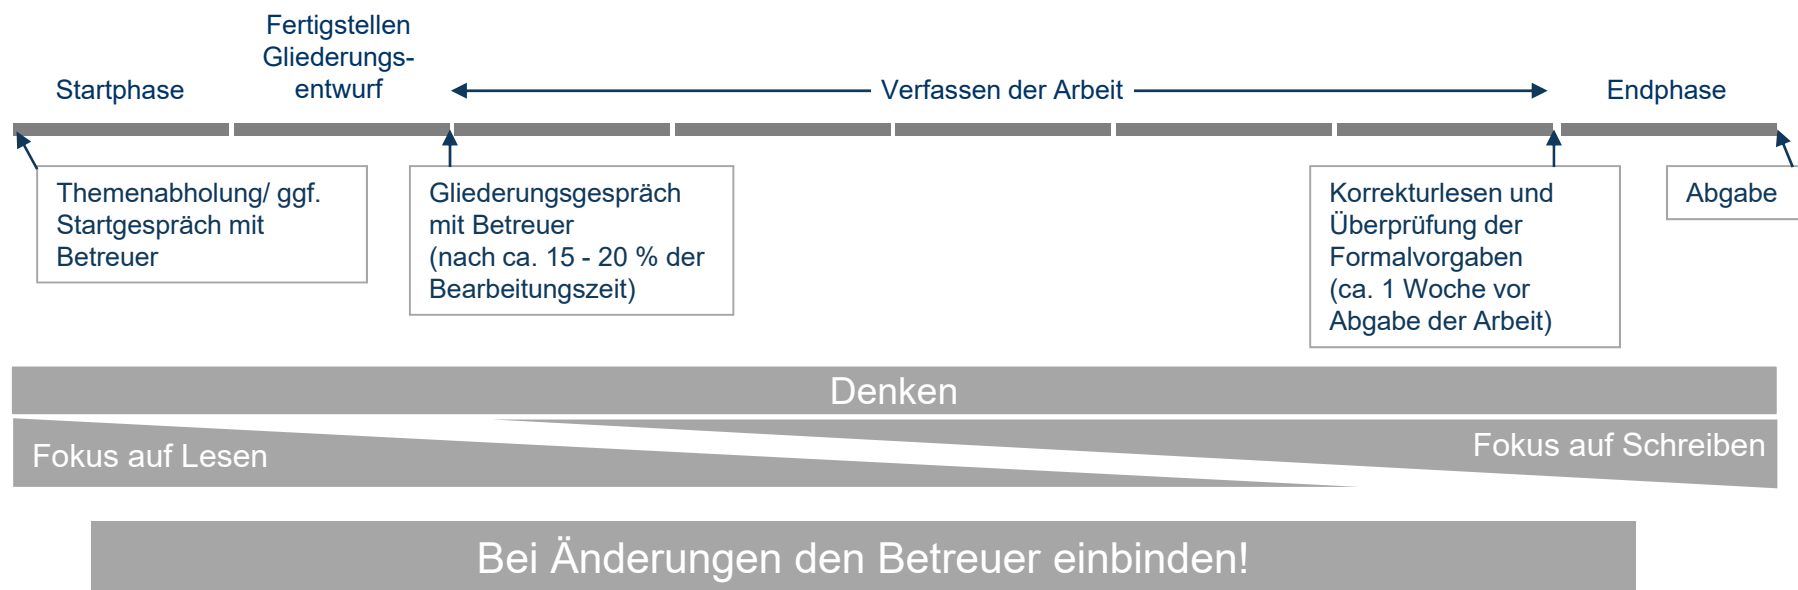 Startphase
Fertigstellen
Gliederungs-
entwurf
Verfassen der Arbeit
Endphase
Themenabholung/ ggf.
Startgespräch mit
Betreuer
Gliederungsgespräch
mit Betreuer
(nach ca. 15 - 20 % der
Bearbeitungszeit)
Korrekturlesen und
Überprüfung der
Formalvorgaben
(ca. 1 Woche vor
Abgabe der Arbeit)
Abgabe
Denken
Fokus auf Lesen
Fokus auf Schreiben
Bei Änderungen den Betreuer einbinden!